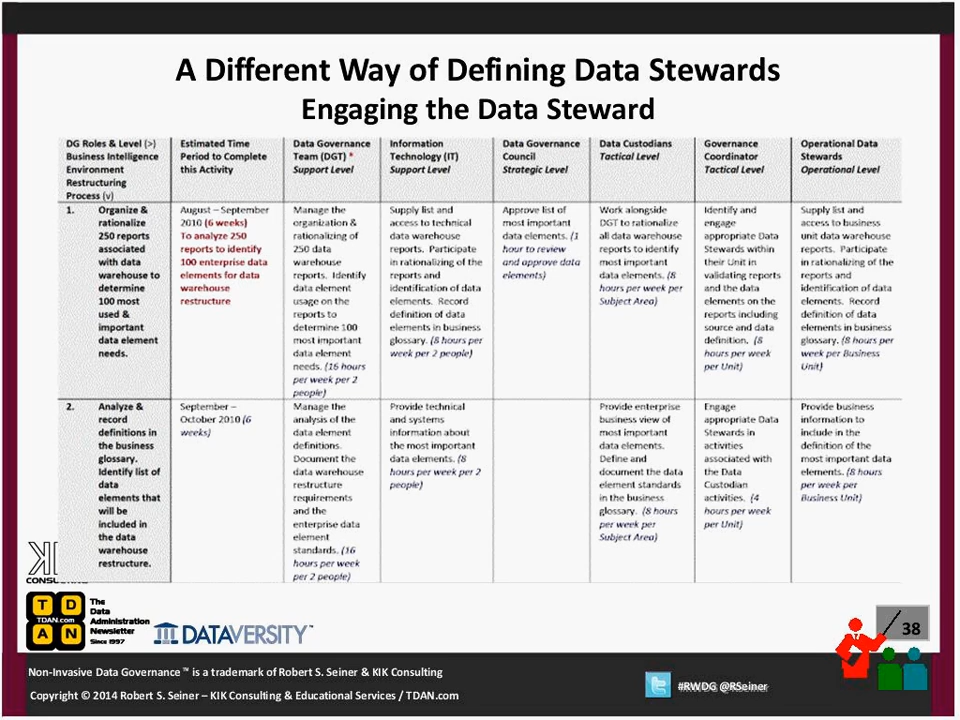 A Different Way of Defining Data Stewards
Engaging the Data Steward
DG Roles & Level (>)
Business Intelligence
Environment
Restructuring
Process (v)
Estimated Time
Period to Complete
this Activity
Data Governance
Team (DGT) *
Support Level
Information
Technology (IT)
Support Level
Data Governance
Council
Strategic Level
Data Custodians
Tactical Level
Governance
Coordinator
Tactical Level
Operational Data
Stewards
Operational Level
1. Organize &
rationalize
250 reports
associated
with data
warehouse to
determine
100 most
used &
important
data element
needs.
August – September
2010 (6 weeks)
To analyze 250
reports to identify
100 enterprise data
elements for data
warehouse
restructure
Manage the
organization &
rationalizing of
250 data
warehouse
reports. Identify
data element
usage on the
reports to
determine 100
most important
data element
needs. (16 hours
per week per 2
people)
Supply list and
access to technical
data warehouse
reports. Participate
in rationalizing of the
reports and
identification of data
elements. Record
definition of data
elements in business
glossary. (8 hours per
week per 2 people)
Approve list of
most important
data elements. (1
hour to review
and approve data
elements)
Work alongside
DGT to rationalize
all data warehouse
reports to identify
most important
data elements. (8
hours per week per
Subject Area)
Identify and
engage
appropriate Data
Stewards within
their Unit in
validating reports
and the data
elements on the
reports including
source and data
definition. (8
hours per week
per Unit)
Supply list and
access to business
unit data warehouse
reports. Participate
in rationalizing of the
reports and
identification of data
elements. Record
definition of data
elements in business
glossary. (8 hours per
week per Business
Unit)
2. Analyze &
record
definitions in
the business
glossary.
Identify list of
data
elements that
will be
included in
the data
warehouse
restructure.
September –
October 2010 (6
weeks)
Manage the
analysis of the
data element
definitions.
Document the
data warehouse
restructure
requirements
and the
enterprise data
element
standards. (16
hours per week
per 2 people)
Provide technical
and systems
information about
the most important
data elements. (8
hours per week per 2
people)
Provide enterprise
business view of
most important
data elements.
Define and
document the data
element standards
in the business
glossary. (8 hours
per week per
Subject Area)
Engage
appropriate Data
Stewards in
activities
associated with
the Data
Custodian
activities. (4
hours per week
per Unit)
Provide business
information to
include in the
definition of the
most important data
elements. (8 hours
per week per
Business Unit)
TDAN.com
The
Data
Administration
Newsletter
Since 1997
DATAVERSITY™
38
Non-Invasive Data Governance™ is a trademark of Robert S. Seiner & KIK Consulting
Copyright © 2014 Robert S. Seiner – KIK Consulting & Educational Services / TDAN.com
#RWDG @RSeiner